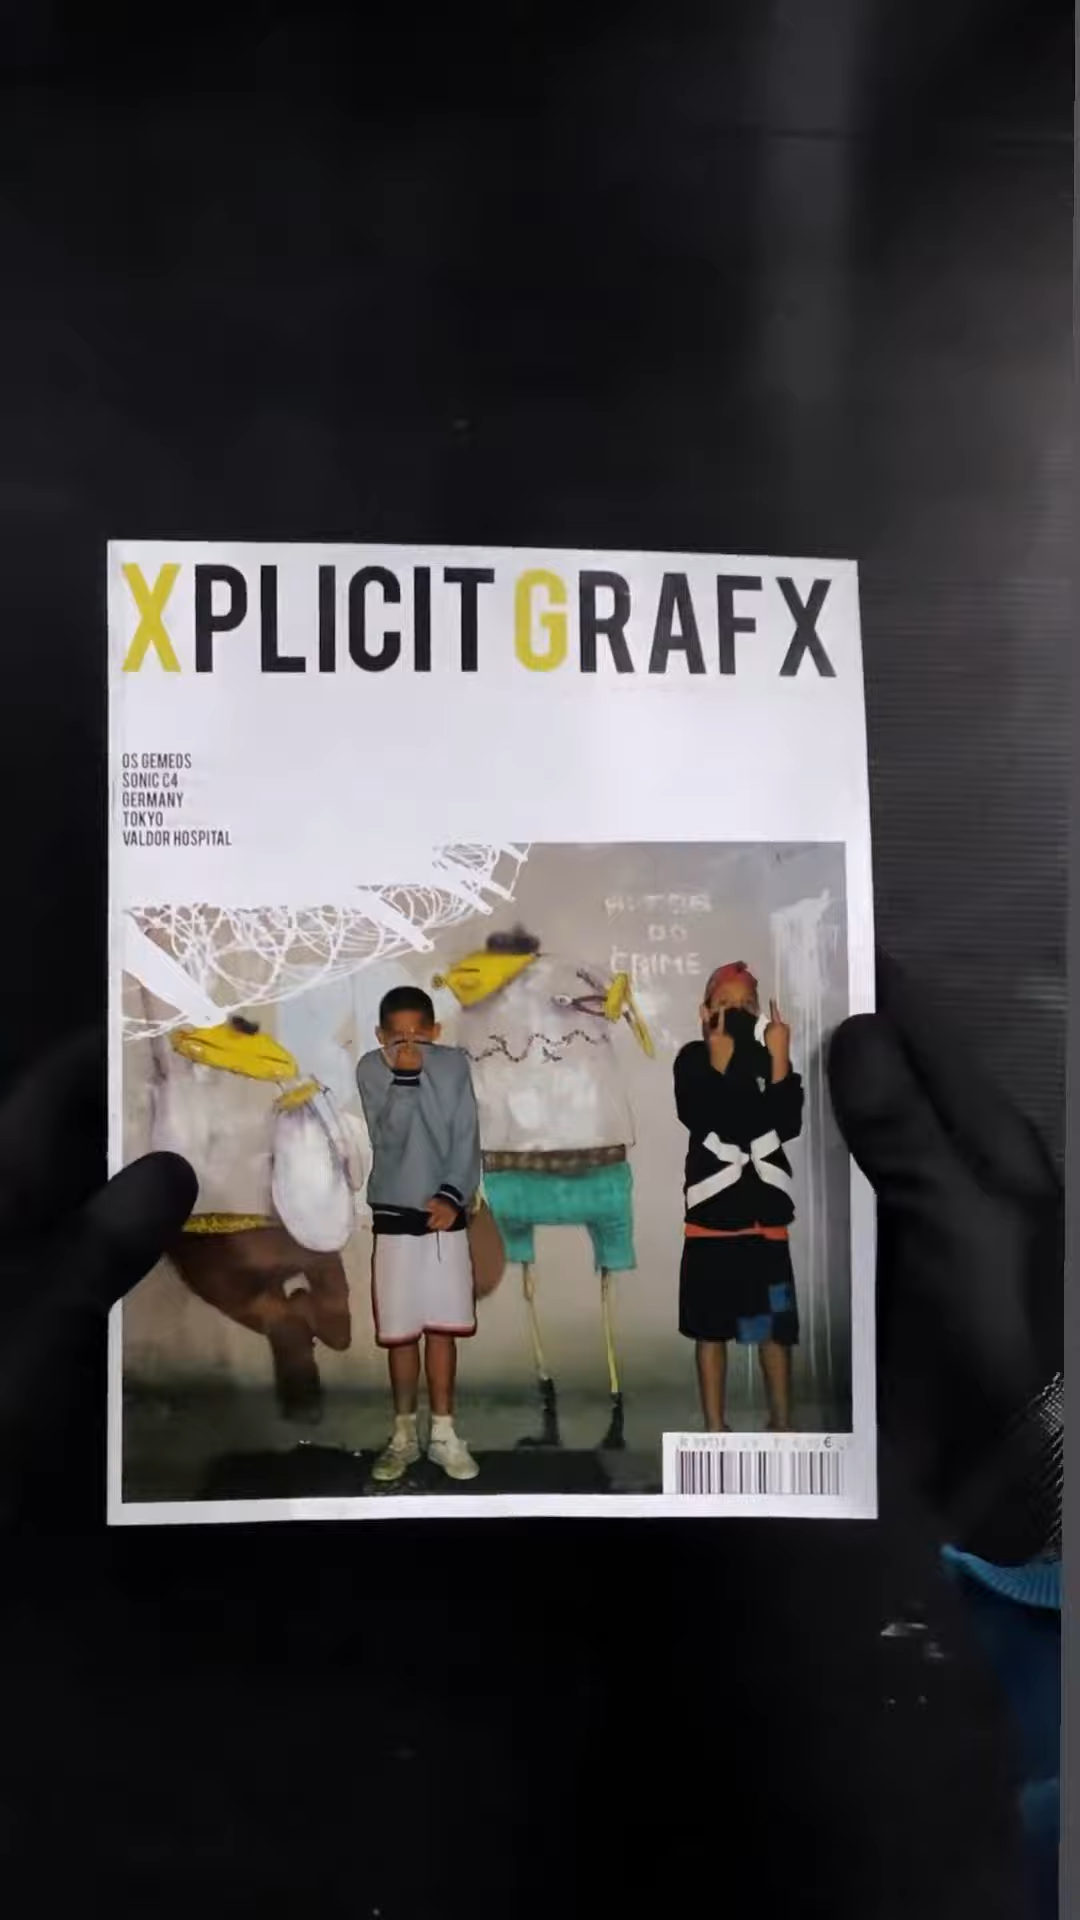 XPLICIT GRAFX
OS GEMEOS
SONIC C4
GERMANY
TOKYO
VALDOR HOSPITAL
DO
CRIME